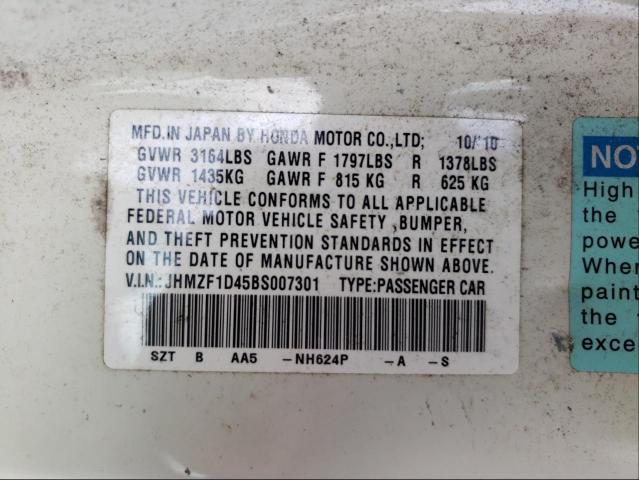 MFD.IN JAPAN BY HONDA MOTOR CO.,LTD; 10/'10
GVWR 3164LBS GAWR F 1797LBS R 1378LBS
GVWR 1435KG GAWR F 815 KG R 625 KG
THIS VEHICLE CONFORMS TO ALL APPLICABLE
FEDERAL MOTOR VEHICLE SAFETY ,BUMPER,
AND THEFT PREVENTION STANDARDS IN EFFECT
ON THE DATE OF MANUFACTURE SHOWN ABOVE.
V.I.N.:JHMZF1D45BS007301 TYPE:PASSENGER CAR
SZT B AA5 -NH624P -A -S
NO
High
the
powe
When
paint
the
exce